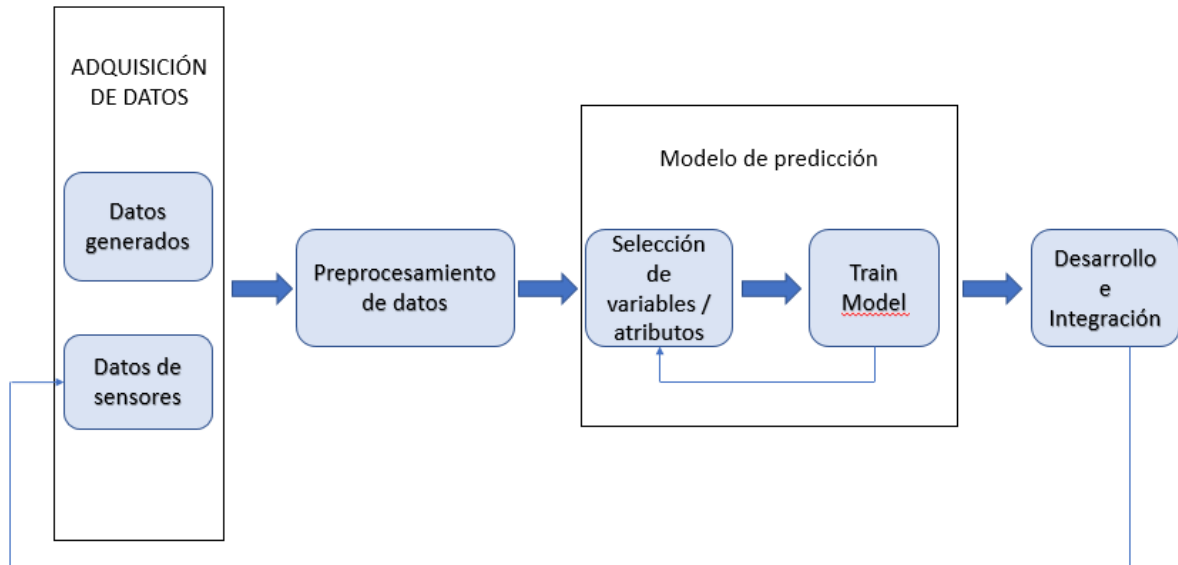 ADQUISICIÓN
DE DATOS
Datos
generados
Datos de
sensores
Preprocesamiento
de datos
Modelo de predicción
Selección
de
variables /
atributos
Train
Model
Desarrollo
e
Integración